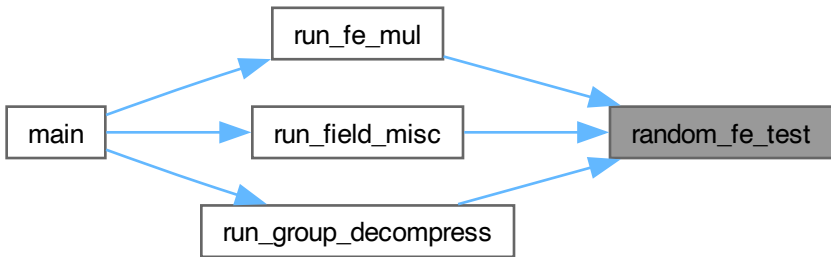 run_fe_mul
main
run_field_misc
random_fe_test
run_group_decompress